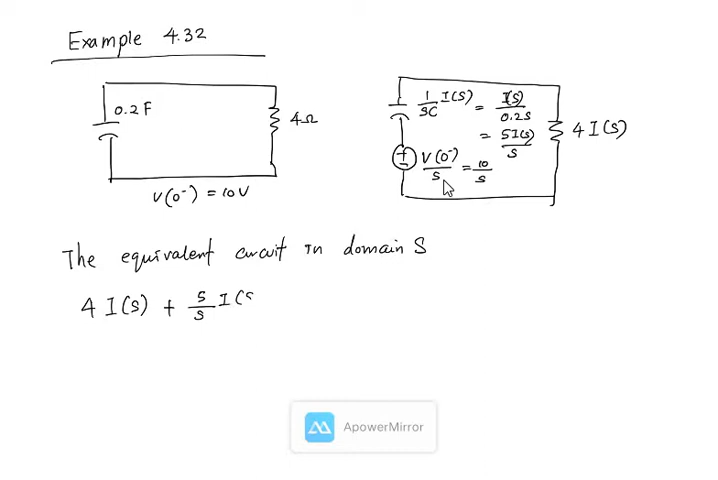 Example 4.32
0.2F
4Ω
V(0⁻) = 10V
1/SC I(S) = I(S)/0.2S
= 5I(S)/S
4 I(S)
+
−
V(0⁻)/S = 10/S
The equivalent circuit in domain S
4 I(S) + 5/S I(S
ApowerMirror